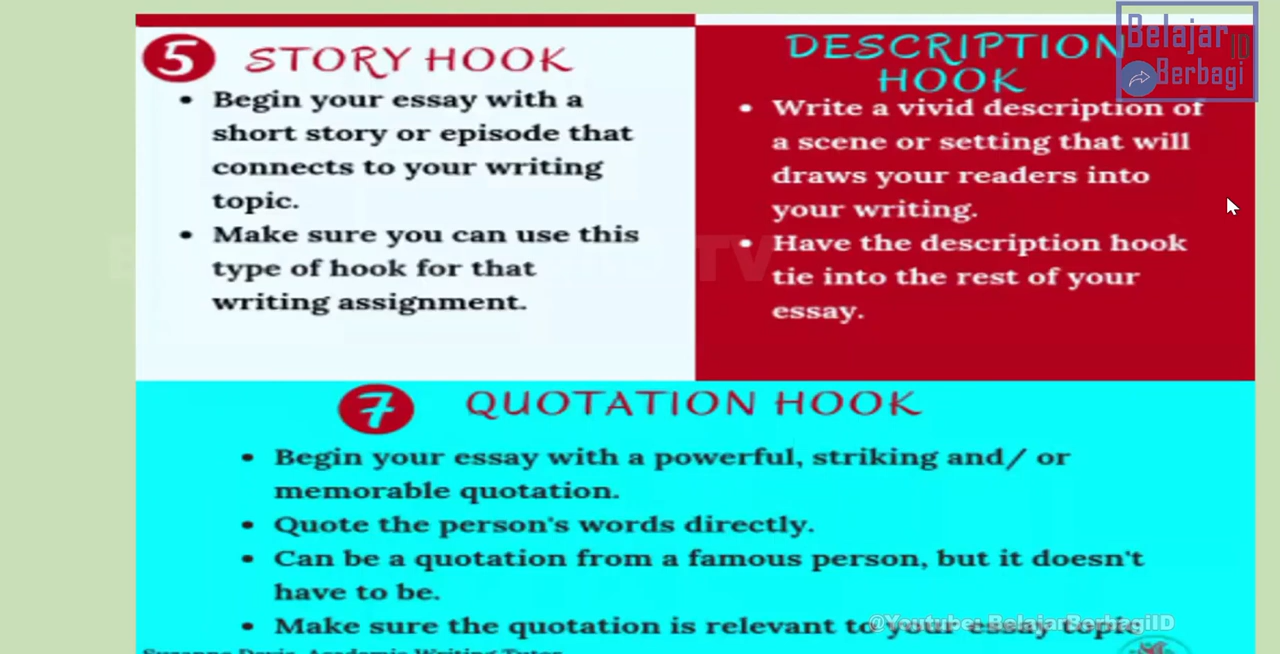 5 STORY HOOK
Begin your essay with a
short story or episode that
connects to your writing
topic.
Make sure you can use this
type of hook for that
writing assignment.
DESCRIPTION
HOOK
Write a vivid description of
a scene or setting that will
draws your readers into
your writing.
Have the description hook
tie into the rest of your
essay.
7 QUOTATION HOOK
Begin your essay with a powerful, striking and/ or
memorable quotation.
Quote the person's words directly.
Can be a quotation from a famous person, but it doesn't
have to be.
Make sure the quotation is relevant to your essay topic
Academic Writing Tutor
Belajar
ID
Berbagi
@Youtube: BelajarBerbagiID
TV